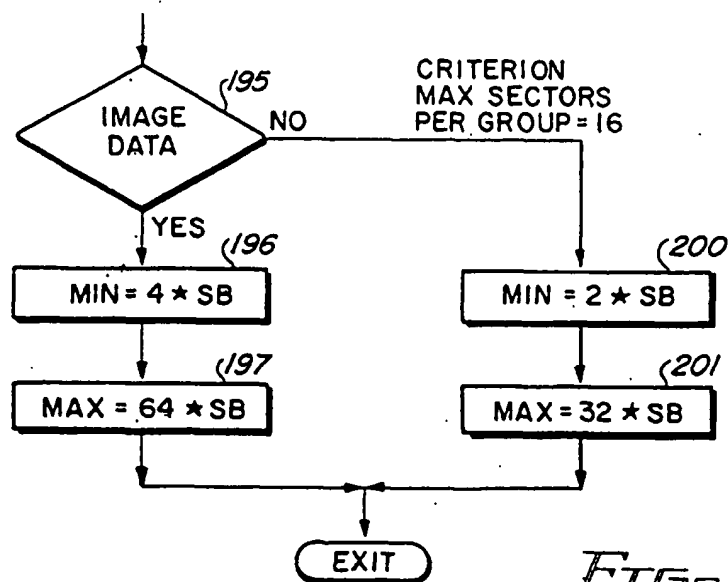 195
IMAGE
DATA
NO
CRITERION
MAX SECTORS
PER GROUP = 16
YES
196
MIN = 4 * SB
200
MIN = 2 * SB
197
MAX = 64 * SB
201
MAX = 32 * SB
EXIT